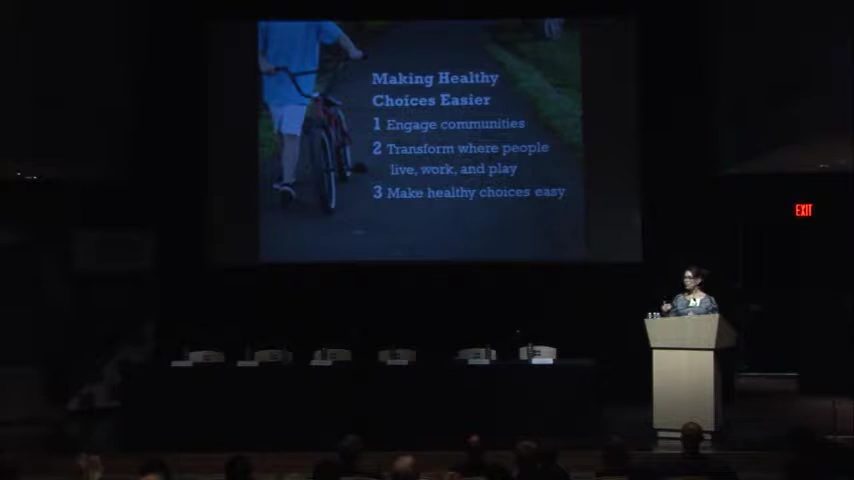 Making Healthy
Choices Easier
1 Engage communities
2 Transform where people
live, work, and play
3 Make healthy choices easy
EXIT